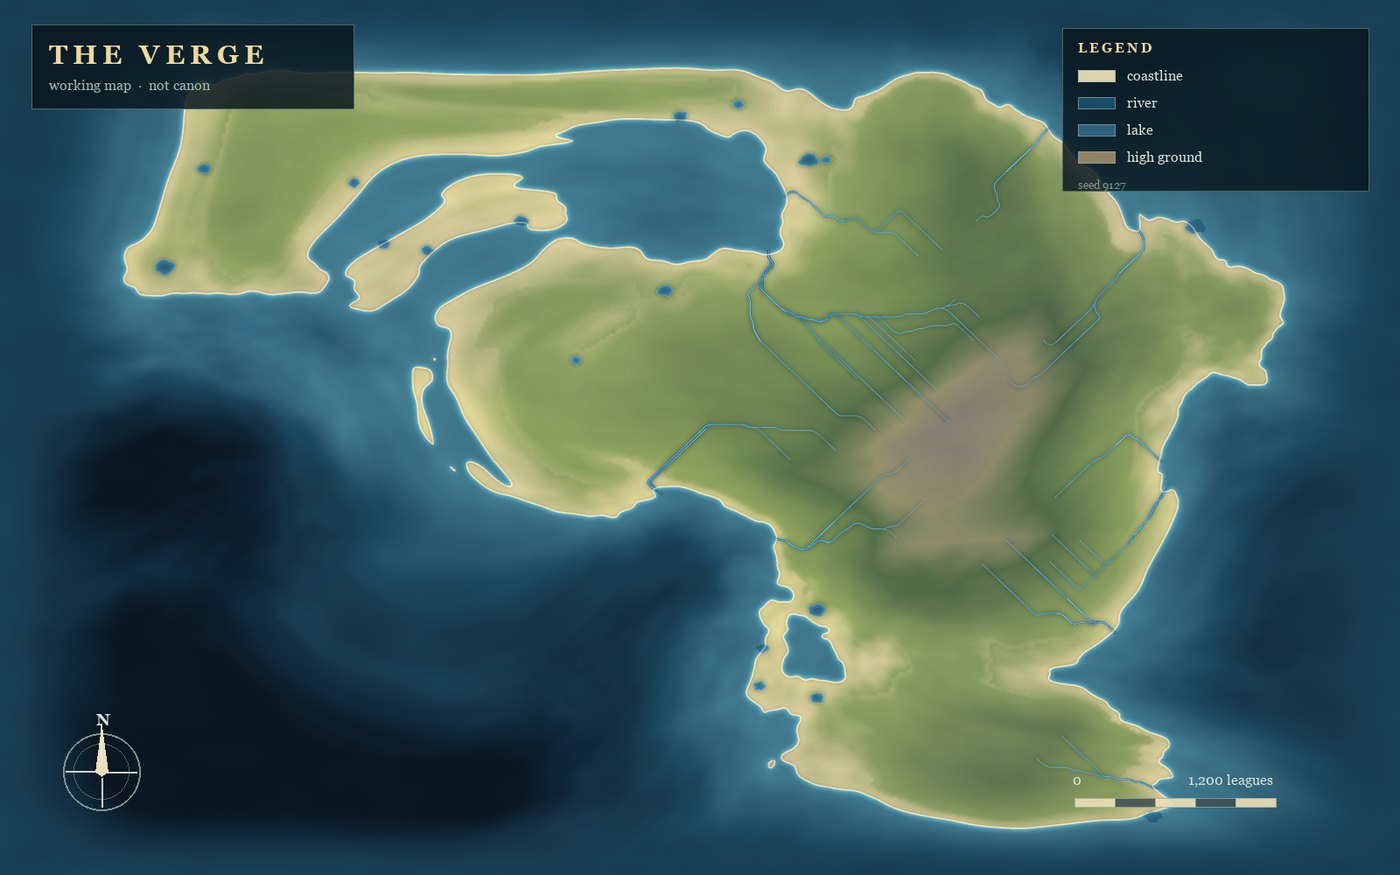 THE VERGE
working map · not canon
LEGEND
coastline
river
lake
high ground
seed 9127
N
0 1,200 leagues